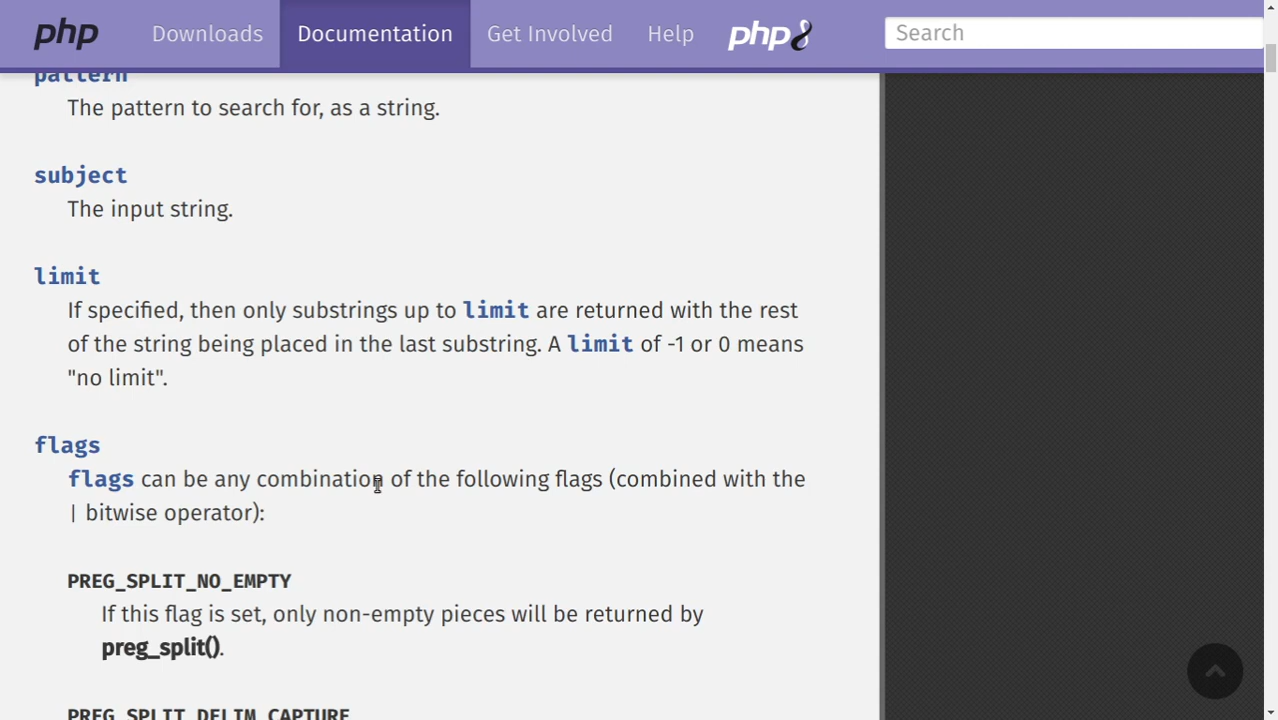 php Downloads Documentation Get Involved Help php8 Search
pattern
The pattern to search for, as a string.
subject
The input string.
limit
If specified, then only substrings up to limit are returned with the rest
of the string being placed in the last substring. A limit of -1 or 0 means
"no limit".
flags
flags can be any combination of the following flags (combined with the
| bitwise operator):
PREG_SPLIT_NO_EMPTY
If this flag is set, only non-empty pieces will be returned by
preg_split().
PREG_SPLIT_DELIM_CAPTURE